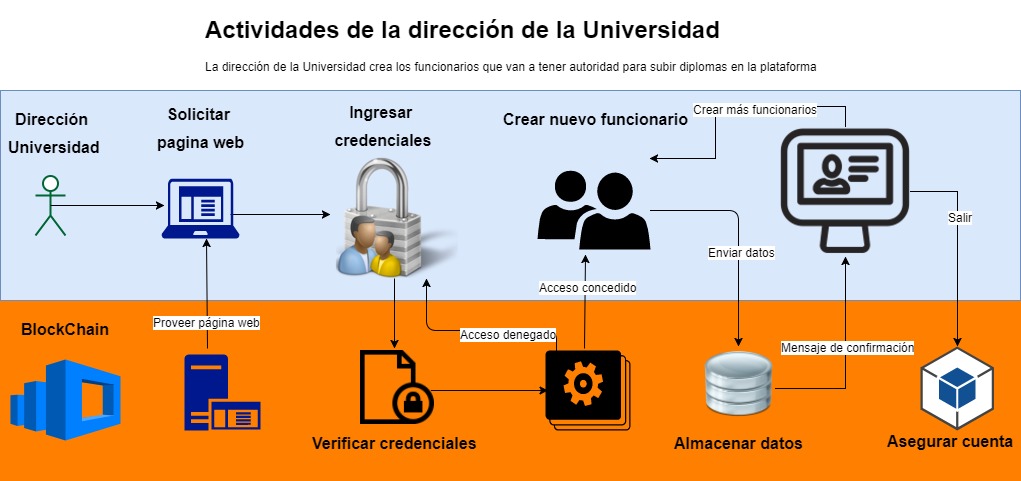 Actividades de la dirección de la Universidad
La dirección de la Universidad crea los funcionarios que van a tener autoridad para subir diplomas en la plataforma
Dirección
Universidad
Solicitar
pagina web
Ingresar
credenciales
Crear nuevo funcionario
Crear más funcionarios
Salir
Enviar datos
Acceso concedido
Proveer página web
Acceso denegado
Mensaje de confirmación
BlockChain
Verificar credenciales
Almacenar datos
Asegurar cuenta